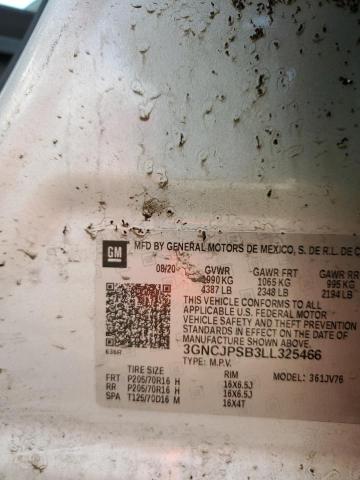 GM MFD BY GENERAL MOTORS DE MEXICO, S. DE R.L. DE C
08/20 GVWR GAWR FRT GAWR RR
1990 KG 1065 KG 995 KG
4387 LB 2348 LB 2194 LB
THIS VEHICLE CONFORMS TO ALL
APPLICABLE U.S. FEDERAL MOTOR
VEHICLE SAFETY AND THEFT
PREVENTION STANDARDS IN EFFECT
ON THE DATE OF
MANUFACTURE SHOWN ABOVE.
3GNCJPSB3LL325466
TYPE: M.P.V.
MODEL: 361JV76
TIRE SIZE RIM
FRT P205/70R16 H 16X6.5J
RR P205/70R16 H 16X6.5J
SPA T125/70D16 M 16X4T